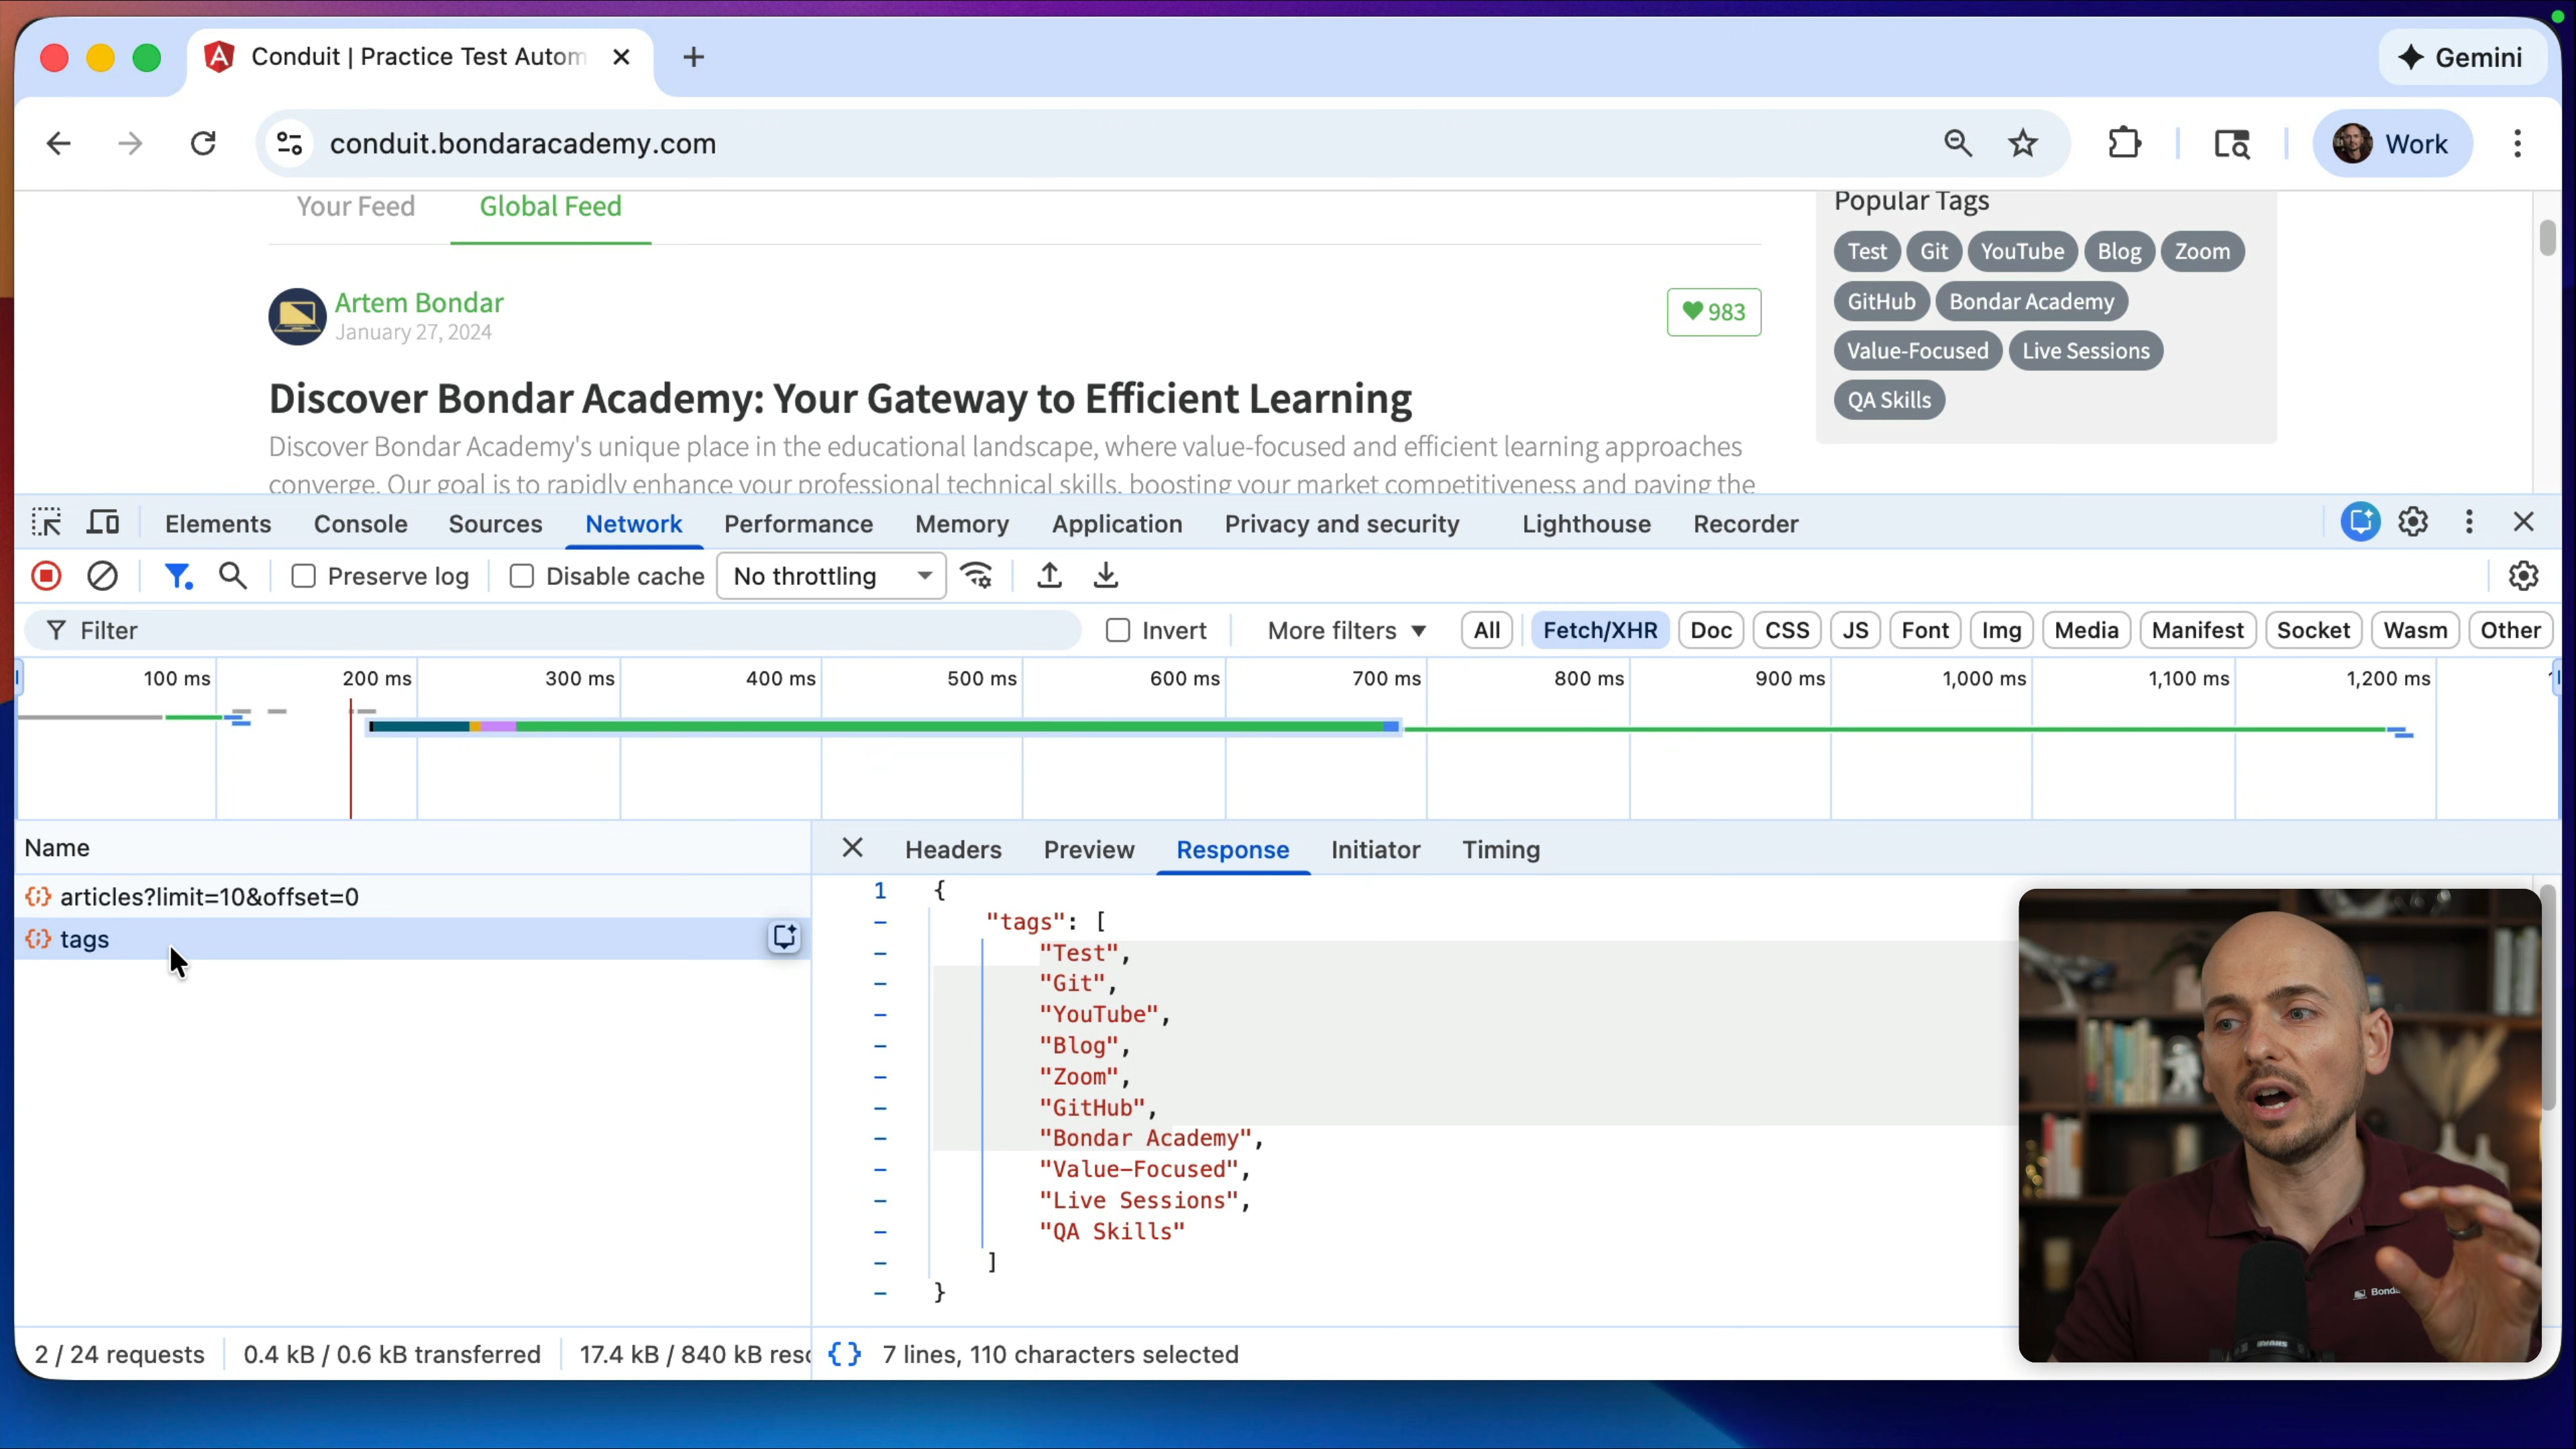 Conduit | Practice Test Autom
Gemini
conduit.bondaracademy.com
Work
Your Feed
Global Feed
Artem Bondar
January 27, 2024
983
Discover Bondar Academy: Your Gateway to Efficient Learning
Discover Bondar Academy's unique place in the educational landscape, where value-focused and efficient learning approaches
converge. Our goal is to rapidly enhance your professional technical skills, boosting your market competitiveness and paving the
Popular Tags
Test Git YouTube Blog Zoom
GitHub Bondar Academy
Value-Focused Live Sessions
QA Skills
Elements Console Sources Network Performance Memory Application Privacy and security Lighthouse Recorder
Preserve log Disable cache No throttling
Filter Invert More filters All Fetch/XHR Doc CSS JS Font Img Media Manifest Socket Wasm Other
100 ms 200 ms 300 ms 400 ms 500 ms 600 ms 700 ms 800 ms 900 ms 1,000 ms 1,100 ms 1,200 ms
Name
articles?limit=10&offset=0
tags
Headers Preview Response Initiator Timing
1 {
"tags": [
"Test",
"Git",
"YouTube",
"Blog",
"Zoom",
"GitHub",
"Bondar Academy",
"Value-Focused",
"Live Sessions",
"QA Skills"
]
}
2 / 24 requests 0.4 kB / 0.6 kB transferred 17.4 kB / 840 kB
{} 7 lines, 110 characters selected